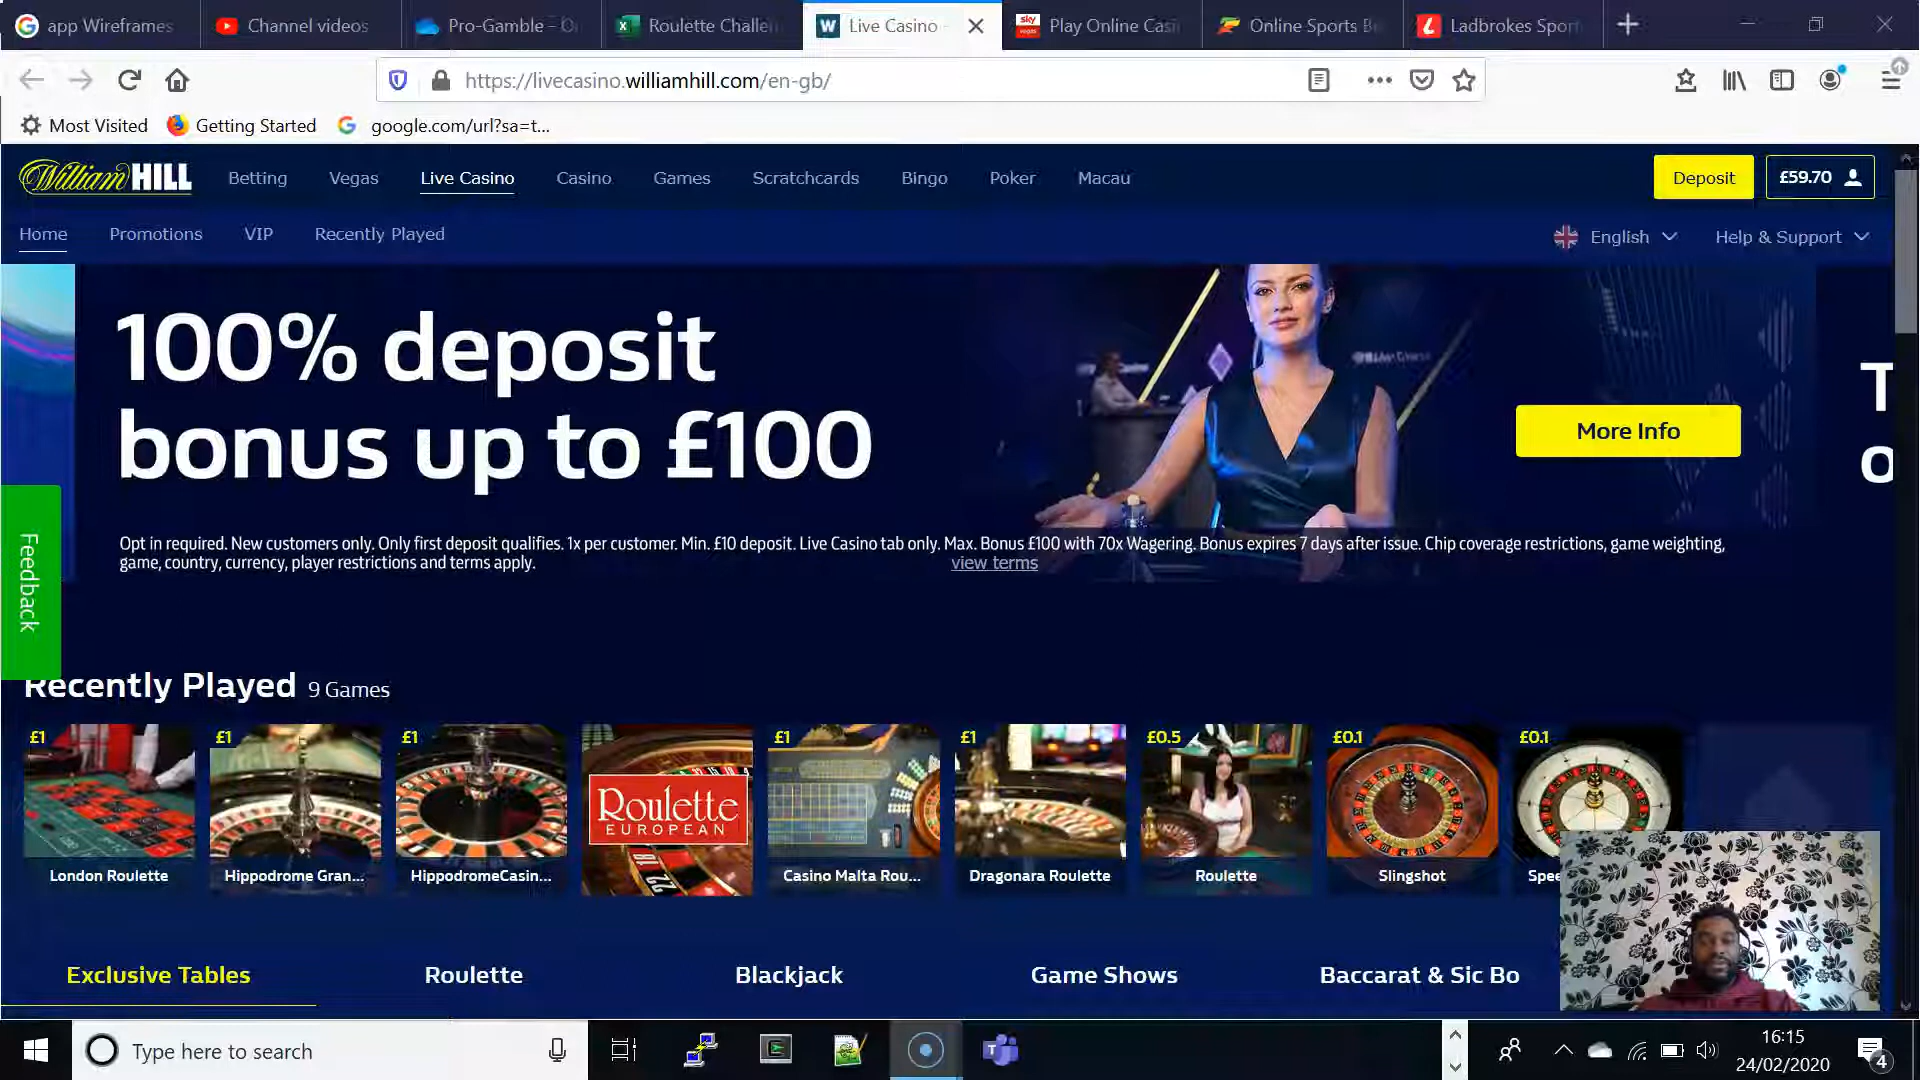 app Wireframes
Channel videos
Pro-Gamble - O
Roulette Challen
Live Casino -
Play Online Casi
Online Sports B
Ladbrokes Spor
https://livecasino.williamhill.com/en-gb/
Most Visited
Getting Started
google.com/url?sa=t...
William HILL
Betting
Vegas
Live Casino
Casino
Games
Scratchcards
Bingo
Poker
Macau
Deposit
£59.70
Home
Promotions
VIP
Recently Played
English
Help & Support
100% deposit
bonus up to £100
More Info
T
o
Opt in required. New customers only. Only first deposit qualifies. 1x per customer. Min. £10 deposit. Live Casino tab only. Max. Bonus £100 with 70x Wagering. Bonus expires 7 days after issue. Chip coverage restrictions, game weighting,
game, country, currency, player restrictions and terms apply.
view terms
Feedback
Recently Played 9 Games
£1
£1
£1
£1
£1
£0.5
£0.1
£0.1
Roulette
EUROPEAN
London Roulette
Hippodrome Gran...
HippodromeCasin...
Casino Malta Rou...
Dragonara Roulette
Roulette
Slingshot
Spee
Exclusive Tables
Roulette
Blackjack
Game Shows
Baccarat & Sic Bo
Type here to search
16:15
24/02/2020
4